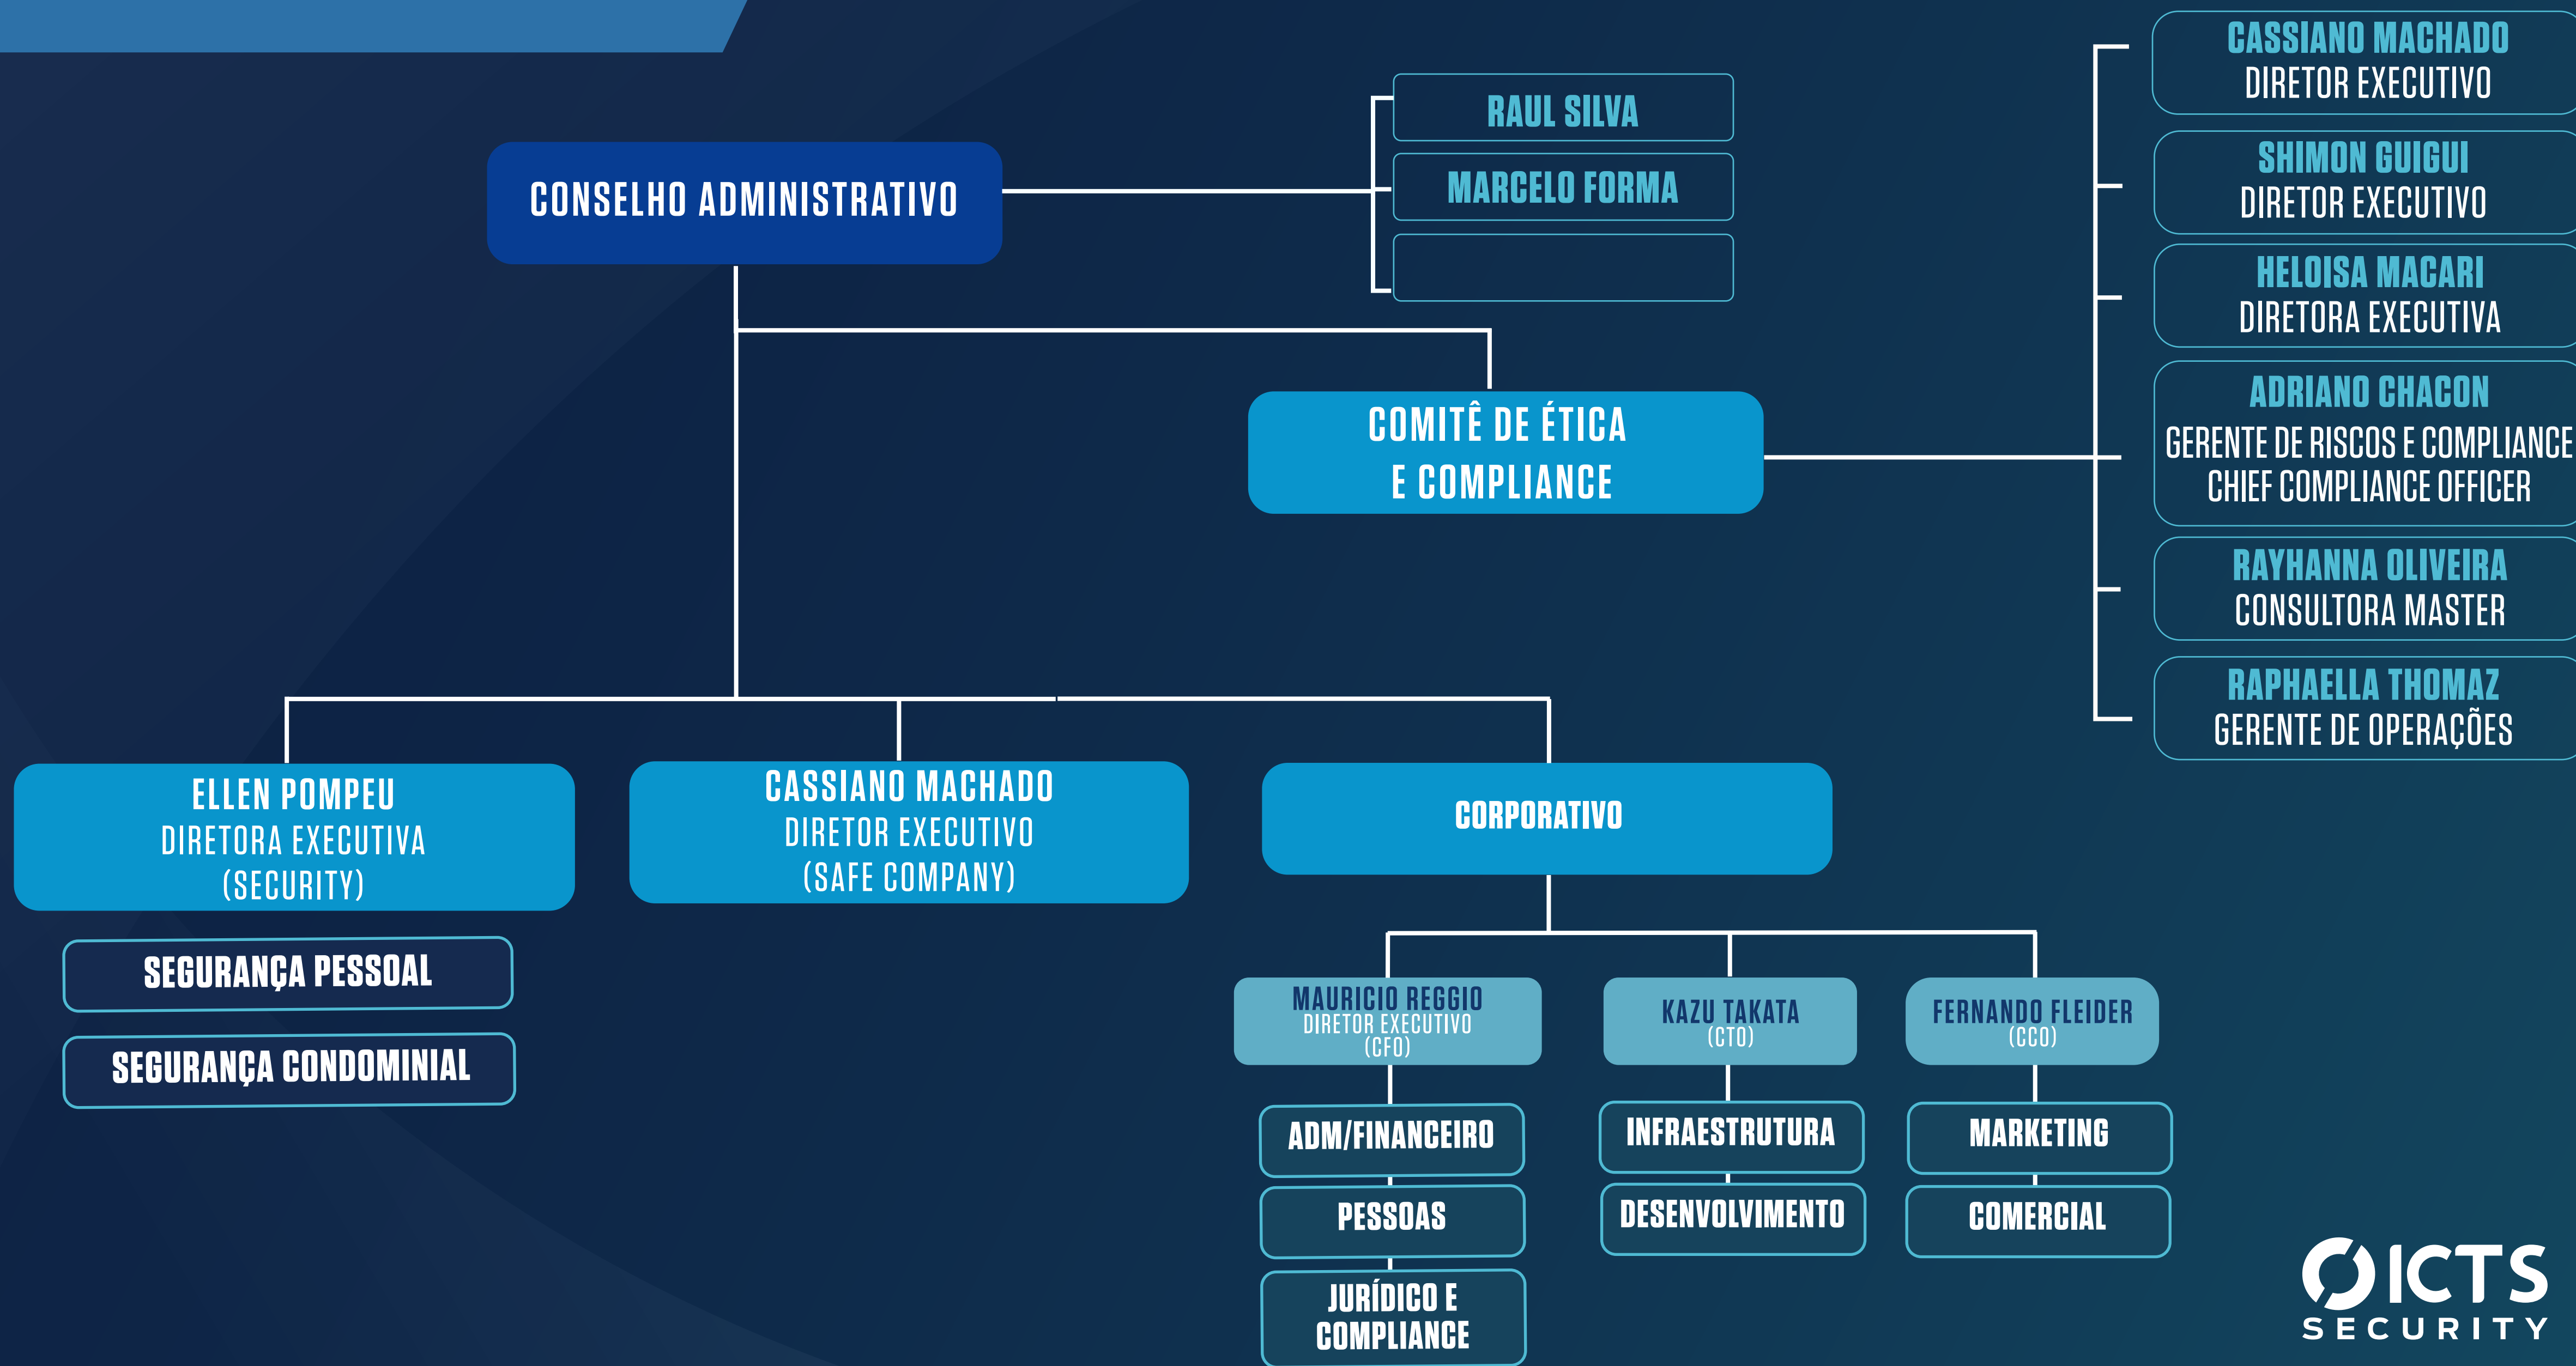 CONSELHO ADMINISTRATIVO
RAUL SILVA
MARCELO FORMA
COMITÊ DE ÉTICA
E COMPLIANCE
CASSIANO MACHADO
DIRETOR EXECUTIVO
SHIMON GUIGUI
DIRETOR EXECUTIVO
HELOISA MACARI
DIRETORA EXECUTIVA
ADRIANO CHACON
GERENTE DE RISCOS E COMPLIANCE
CHIEF COMPLIANCE OFFICER
RAYHANNA OLIVEIRA
CONSULTORA MASTER
RAPHAELLA THOMAZ
GERENTE DE OPERAÇÕES
ELLEN POMPEU
DIRETORA EXECUTIVA
(SECURITY)
SEGURANÇA PESSOAL
SEGURANÇA CONDOMINIAL
CASSIANO MACHADO
DIRETOR EXECUTIVO
(SAFE COMPANY)
CORPORATIVO
MAURICIO REGGIO
DIRETOR EXECUTIVO
(CFO)
ADM/FINANCEIRO
PESSOAS
JURÍDICO E
COMPLIANCE
KAZU TAKATA
(CTO)
INFRAESTRUTURA
DESENVOLVIMENTO
FERNANDO FLEIDER
(CCO)
MARKETING
COMERCIAL
ICTS
SECURITY